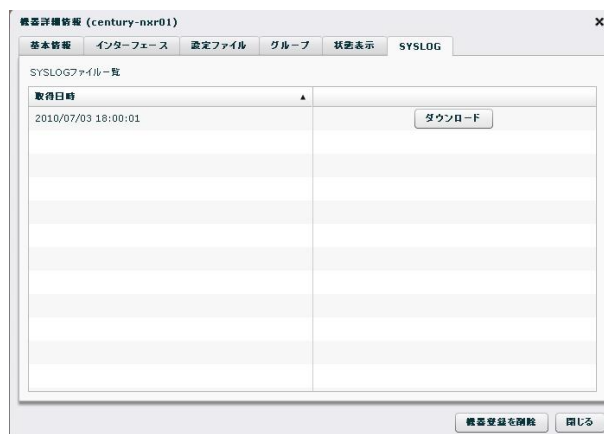 機器詳細情報 (century-nxr01)
×
基本情報 インターフェース 設定ファイル グループ 状態表示 SYSLOG
SYSLOGファイル一覧
取得日時 ▲
2010/07/03 18:00:01 ダウンロード
機器登録を削除 閉じる